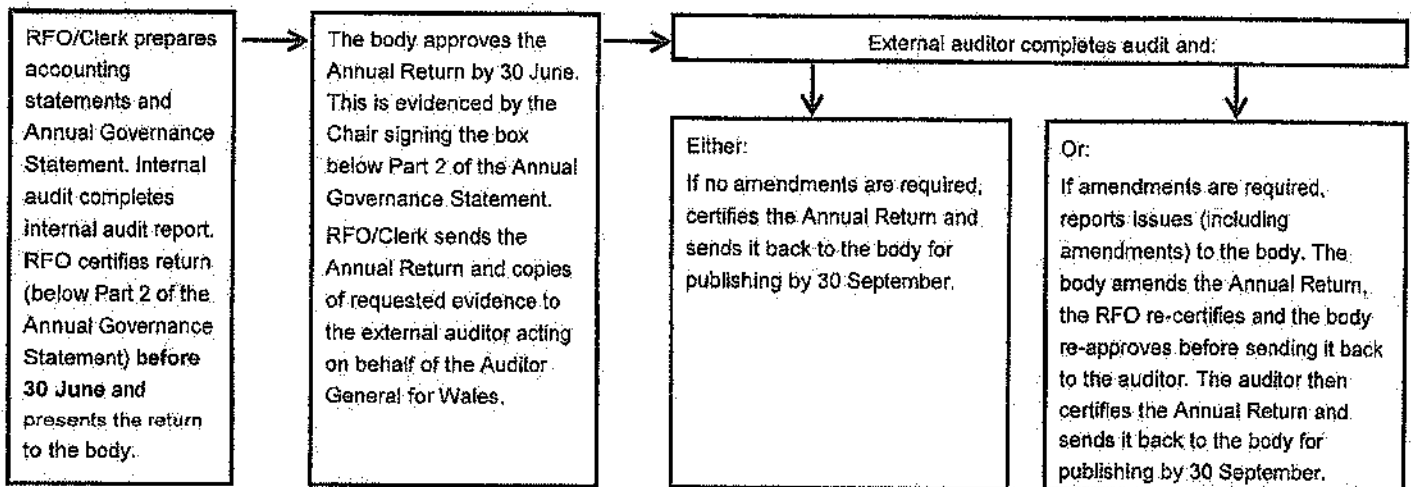 RFO/Clerk prepares
accounting
statements and
Annual Governance
Statement. Internal
audit completes
internal audit report.
RFO certifies return
(below Part 2 of the
Annual Governance
Statement) before
30 June and
presents the return
to the body.
The body approves the
Annual Return by 30 June.
This is evidenced by the
Chair signing the box
below Part 2 of the Annual
Governance Statement.
RFO/Clerk sends the
Annual Return and copies
of requested evidence to
the external auditor acting
on behalf of the Auditor
General for Wales.
External auditor completes audit and:
Either:
If no amendments are required,
certifies the Annual Return and
sends it back to the body for
publishing by 30 September.
Or:
If amendments are required,
reports issues (including
amendments) to the body. The
body amends the Annual Return,
the RFO re-certifies and the body
re-approves before sending it back
to the auditor. The auditor then
certifies the Annual Return and
sends it back to the body for
publishing by 30 September.